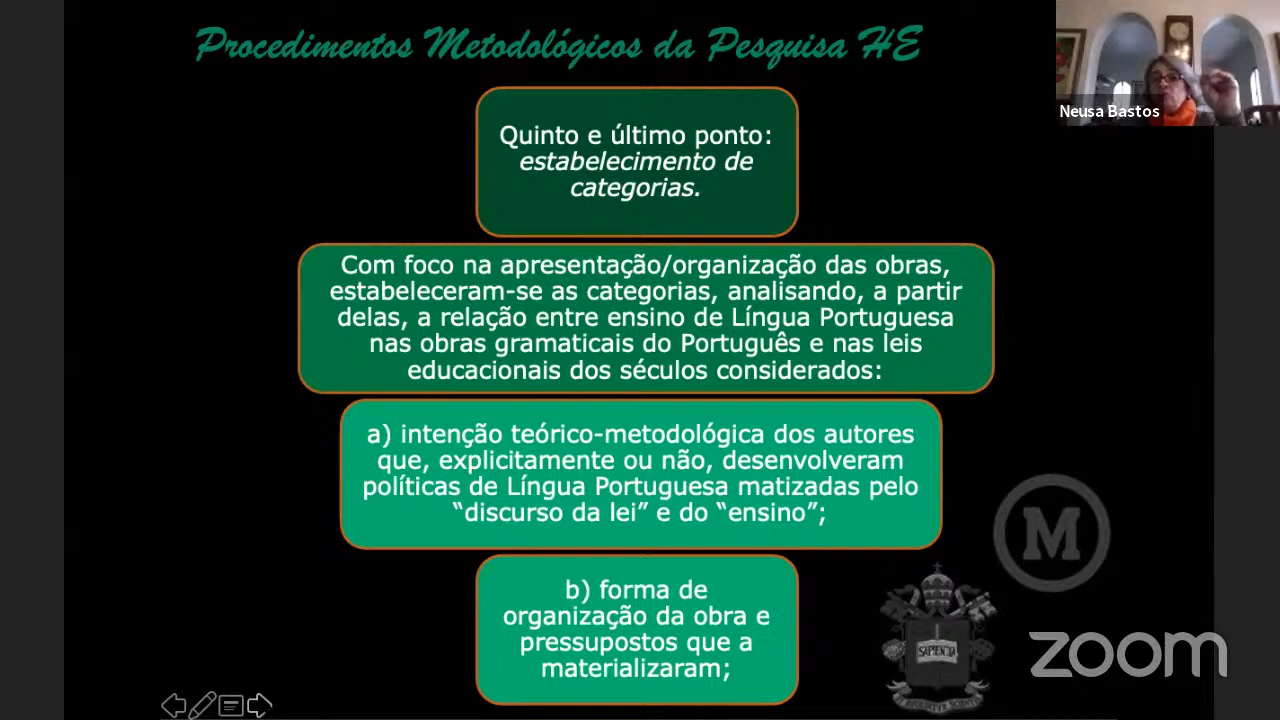 Procedimentos Metodológicos da Pesquisa HE
Neusa Bastos
Quinto e último ponto:
estabelecimento de
categorias.
Com foco na apresentação/organização das obras,
estabeleceram-se as categorias, analisando, a partir
delas, a relação entre ensino de Língua Portuguesa
nas obras gramaticais do Português e nas leis
educacionais dos séculos considerados:
a) intenção teórico-metodológica dos autores
que, explicitamente ou não, desenvolveram
políticas de Língua Portuguesa matizadas pelo
“discurso da lei” e do “ensino”;
b) forma de
organização da obra e
pressupostos que a
materializaram;
M
SAPIENTIA
zoom